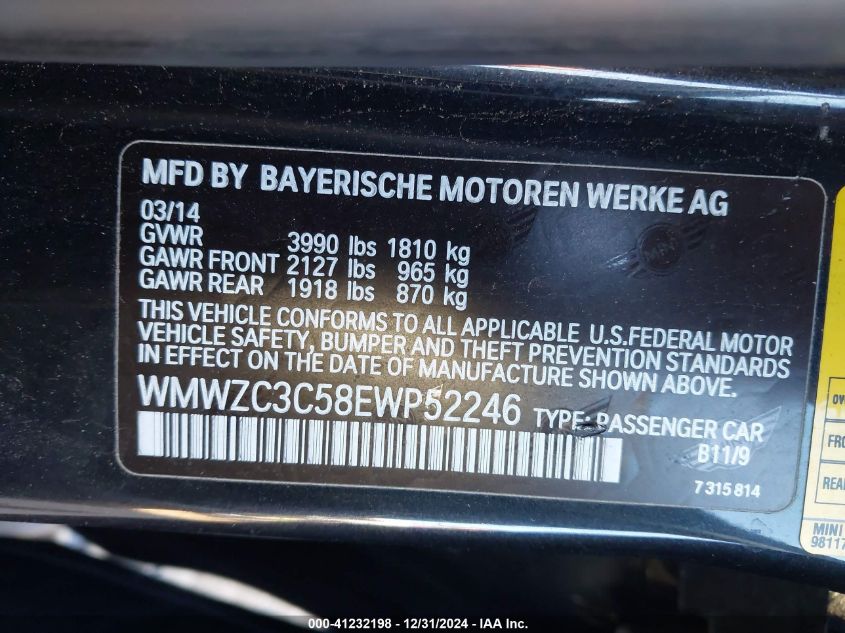 MFD BY BAYERISCHE MOTOREN WERKE AG
03/14
GVWR 3990 lbs 1810 kg
GAWR FRONT 2127 lbs 965 kg
GAWR REAR 1918 lbs 870 kg
THIS VEHICLE CONFORMS TO ALL APPLICABLE U.S.FEDERAL MOTOR
VEHICLE SAFETY, BUMPER AND THEFT PREVENTION STANDARDS
IN EFFECT ON THE DATE OF MANUFACTURE SHOWN ABOVE.
WMWZC3C58EWP52246 TYPE: PASSENGER CAR
B11/9
7315814
MINI
98117
000-41232198 - 12/31/2024 - IAA Inc.